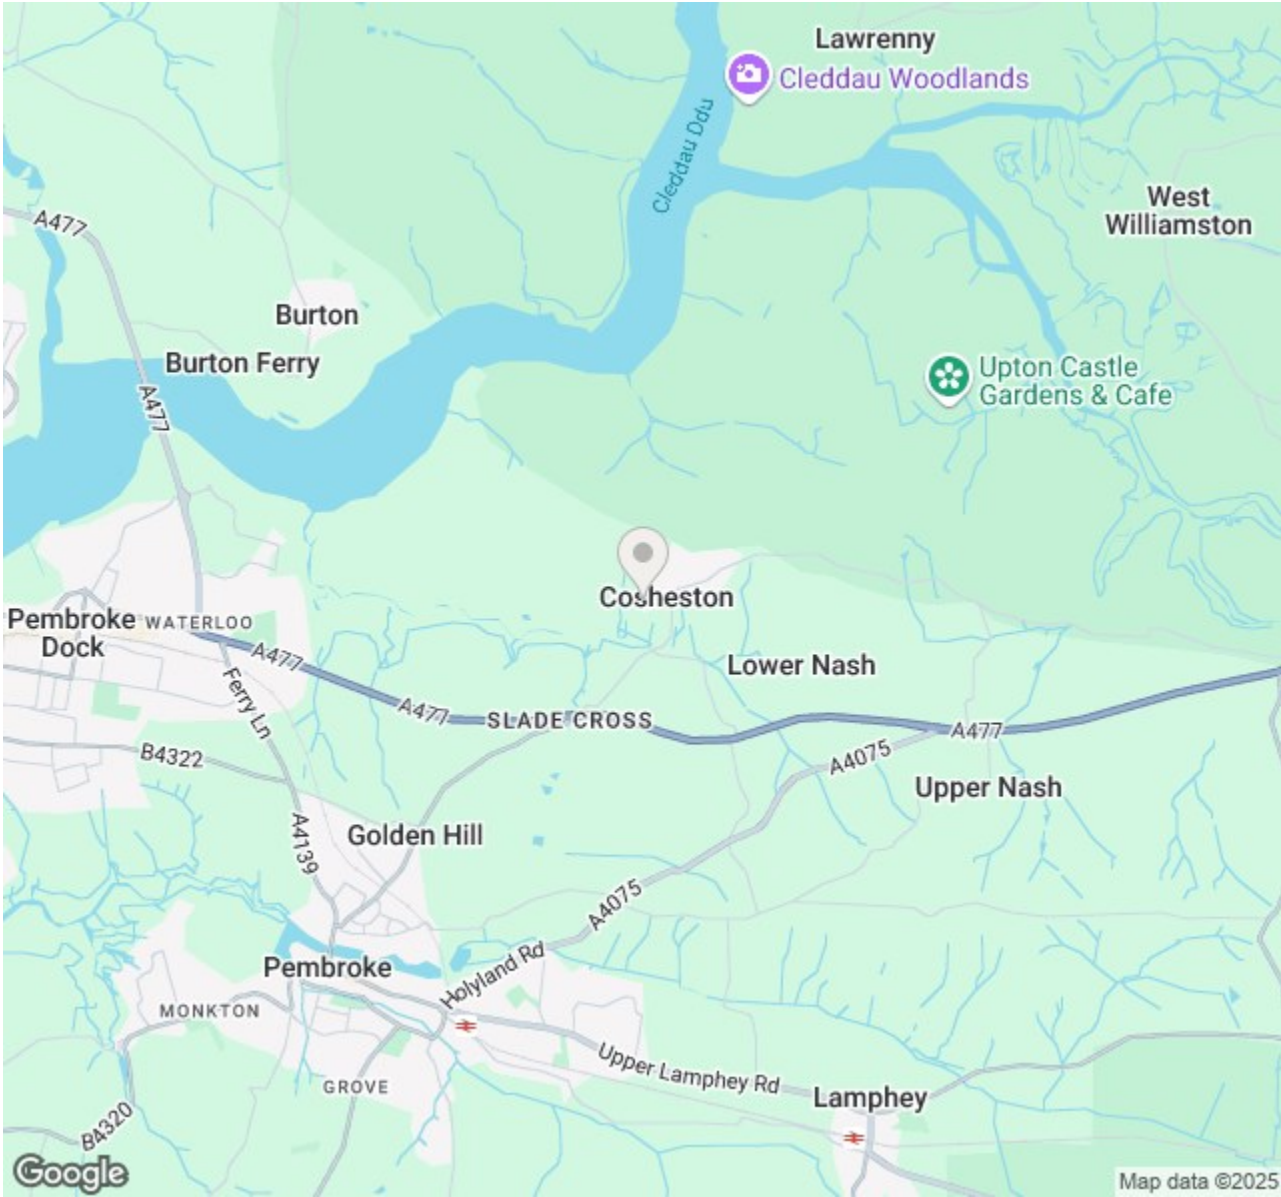 Lawrenny
Cleddau Woodlands
Cleddau Ddu
West
Williamston
A477
Burton
Burton Ferry
Upton Castle
Gardens & Cafe
A477
Cosheston
Pembroke
Dock
WATERLOO
A477
Lower Nash
Ferry Ln
A477
SLADE CROSS
A477
B4322
A4075
Upper Nash
A4139
Golden Hill
A4075
Holyland Rd
Pembroke
MONKTON
Upper Lamphey Rd
GROVE
Lamphey
B4320
Google
Map data ©2025